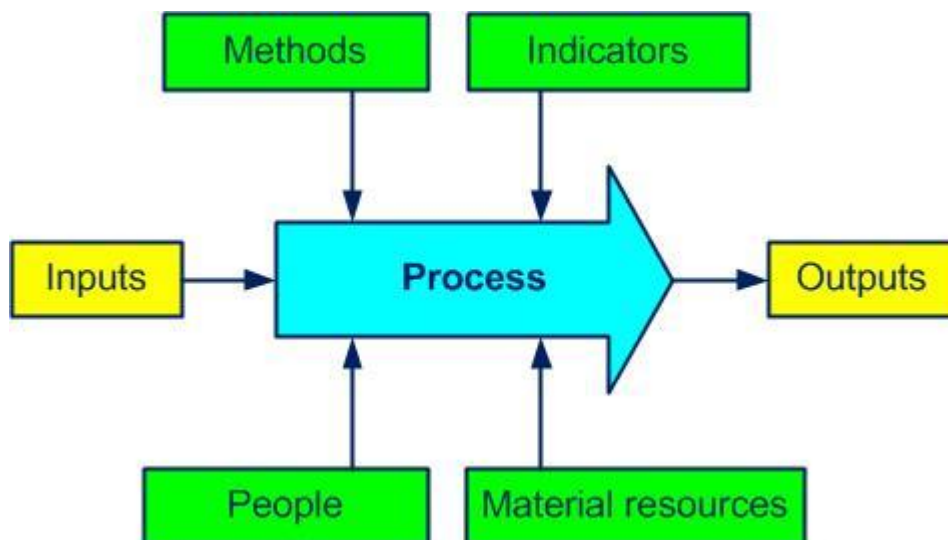 Methods
Indicators
Inputs
Process
Outputs
People
Material resources